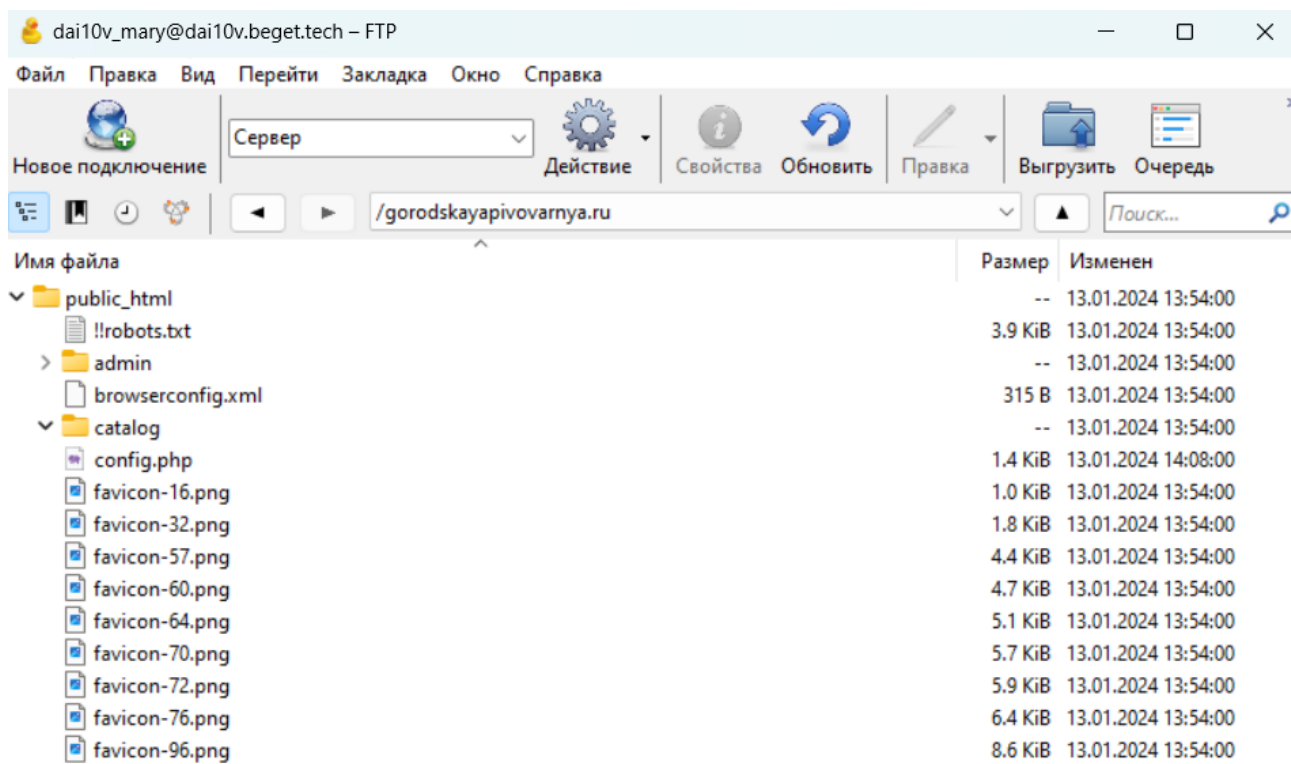 dai10v_mary@dai10v.beget.tech – FTP
Файл Правка Вид Перейти Закладка Окно Справка
Новое подключение Сервер Действие Свойства Обновить Правка Выгрузить Очередь
/gorodskayapivovarnya.ru Поиск...
Имя файла Размер Изменен
public_html -- 13.01.2024 13:54:00
!!robots.txt 3.9 KiB 13.01.2024 13:54:00
admin -- 13.01.2024 13:54:00
browserconfig.xml 315 B 13.01.2024 13:54:00
catalog -- 13.01.2024 13:54:00
config.php 1.4 KiB 13.01.2024 14:08:00
favicon-16.png 1.0 KiB 13.01.2024 13:54:00
favicon-32.png 1.8 KiB 13.01.2024 13:54:00
favicon-57.png 4.4 KiB 13.01.2024 13:54:00
favicon-60.png 4.7 KiB 13.01.2024 13:54:00
favicon-64.png 5.1 KiB 13.01.2024 13:54:00
favicon-70.png 5.7 KiB 13.01.2024 13:54:00
favicon-72.png 5.9 KiB 13.01.2024 13:54:00
favicon-76.png 6.4 KiB 13.01.2024 13:54:00
favicon-96.png 8.6 KiB 13.01.2024 13:54:00